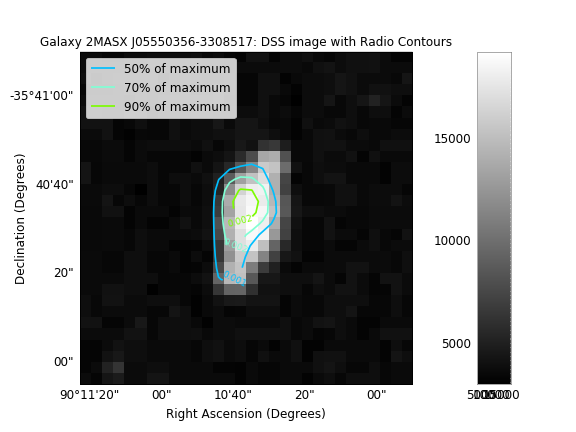 Galaxy 2MASX J05550356-3308517: DSS image with Radio Contours
50% of maximum
70% of maximum
90% of maximum
-35°41'00"
40'40"
20"
00"
Declination (Degrees)
0.002
90°11'20"
00"
10'40"
20"
00"
Right Ascension (Degrees)
15000
10000
5000